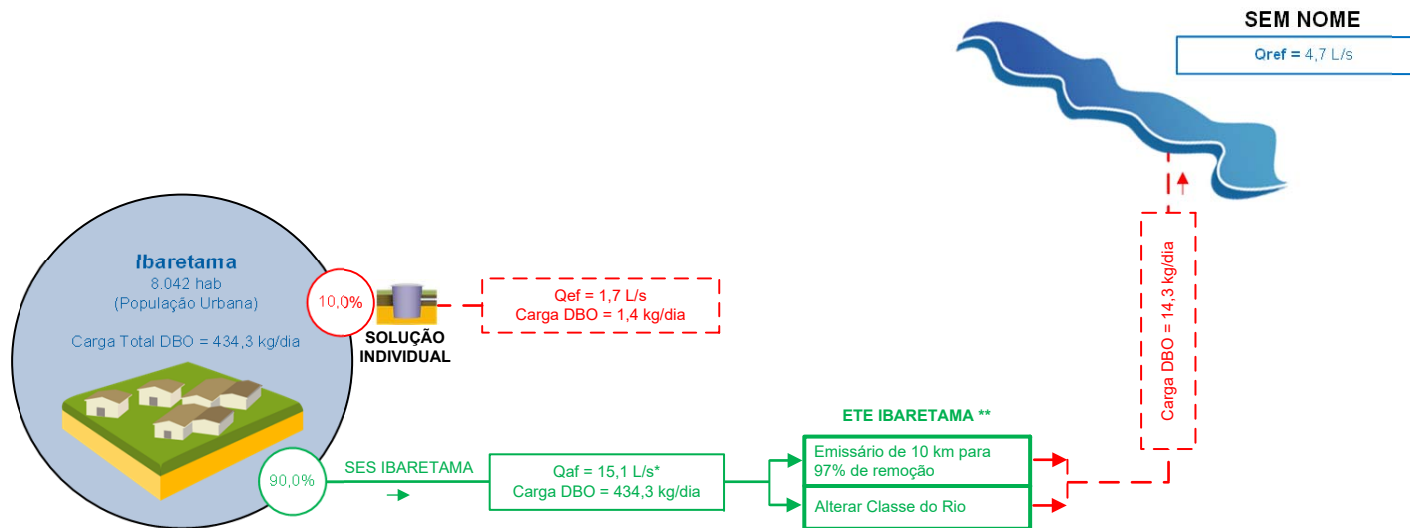 SEM NOME
Qref = 4,7 L/s
Ibaretama
8.042 hab
(População Urbana)
Carga Total DBO = 434,3 kg/dia
10,0%
SOLUÇÃO
INDIVIDUAL
Qef = 1,7 L/s
Carga DBO = 1,4 kg/dia
Carga DBO = 14,3 kg/dia
90,0%
SES IBARETAMA
Qaf = 15,1 L/s*
Carga DBO = 434,3 kg/dia
ETE IBARETAMA **
Emissário de 10 km para
97% de remoção
Alterar Classe do Rio